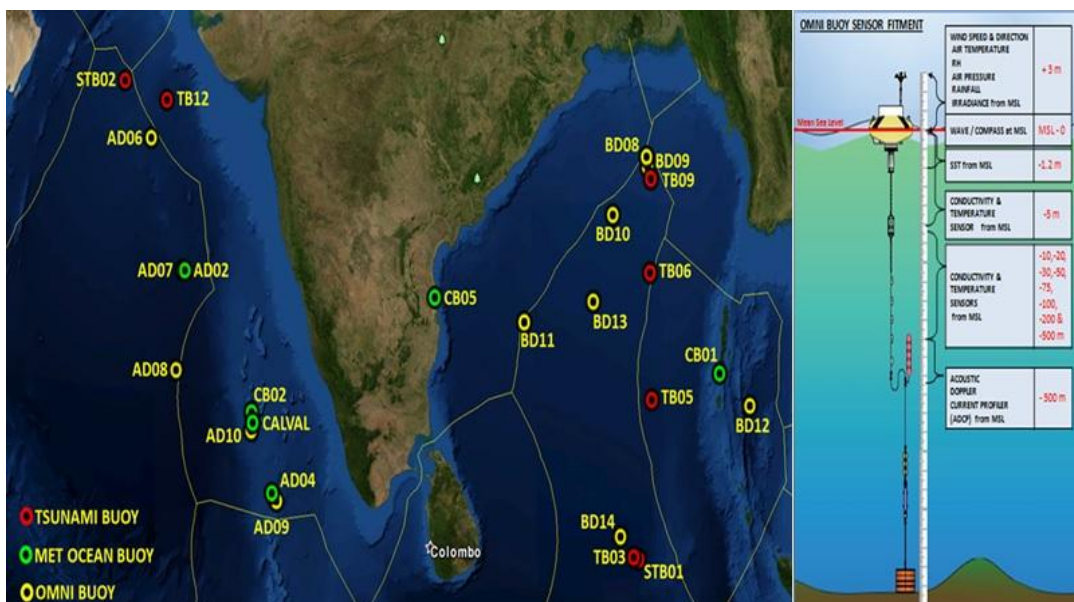 STB02
TB12
AD06
AD07
AD02
AD08
CB02
CALVAL
AD10
AD04
AD09
CB05
BD08
BD09
TB09
BD10
TB06
BD13
BD11
CB01
TB05
BD12
BD14
TB03
STB01
Colombo
TSUNAMI BUOY
MET OCEAN BUOY
OMNI BUOY
OMNI BUOY SENSOR FITMENT
WIND SPEED & DIRECTION
AIR TEMPERATURE
RH
AIR PRESSURE
RAINFALL
IRRADIANCE from MSL
+ 3 m
Mean Sea Level
WAVE / COMPASS at MSL
MSL - 0
SST from MSL
-1.2 m
CONDUCTIVITY &
TEMPERATURE
SENSOR from MSL
-5 m
CONDUCTIVITY &
TEMPERATURE
SENSORS
from MSL
-10,-20,
-30,-50,
-75,
-100,
-200 &
-500 m
ACOUSTIC
DOPPLER
CURRENT PROFILER
(ADCP) from MSL
- 500 m